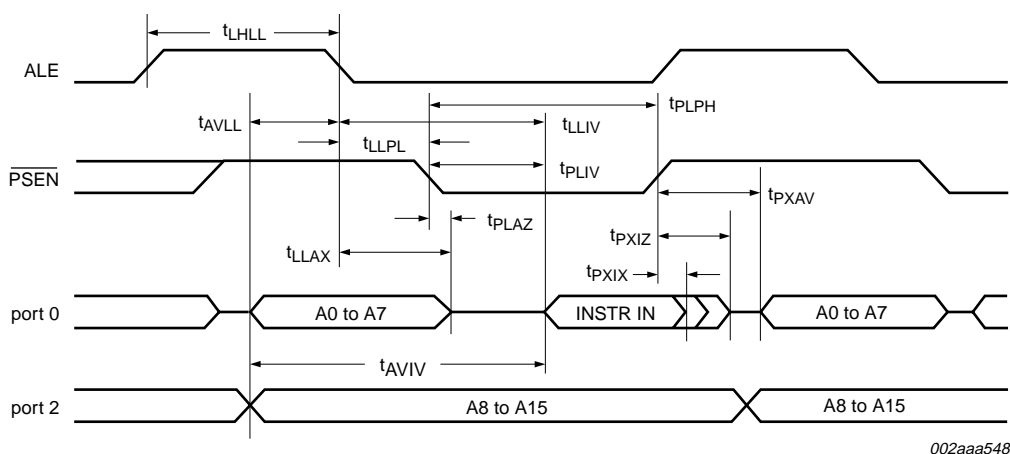 tLHLL
ALE
tPLPH
tAVLL
tLLIV
tLLPL
PSEN
tPLIV
tPXAV
tPLAZ
tPXIZ
tLLAX
tPXIX
port 0
A0 to A7
INSTR IN
A0 to A7
tAVIV
port 2
A8 to A15
A8 to A15
002aaa548